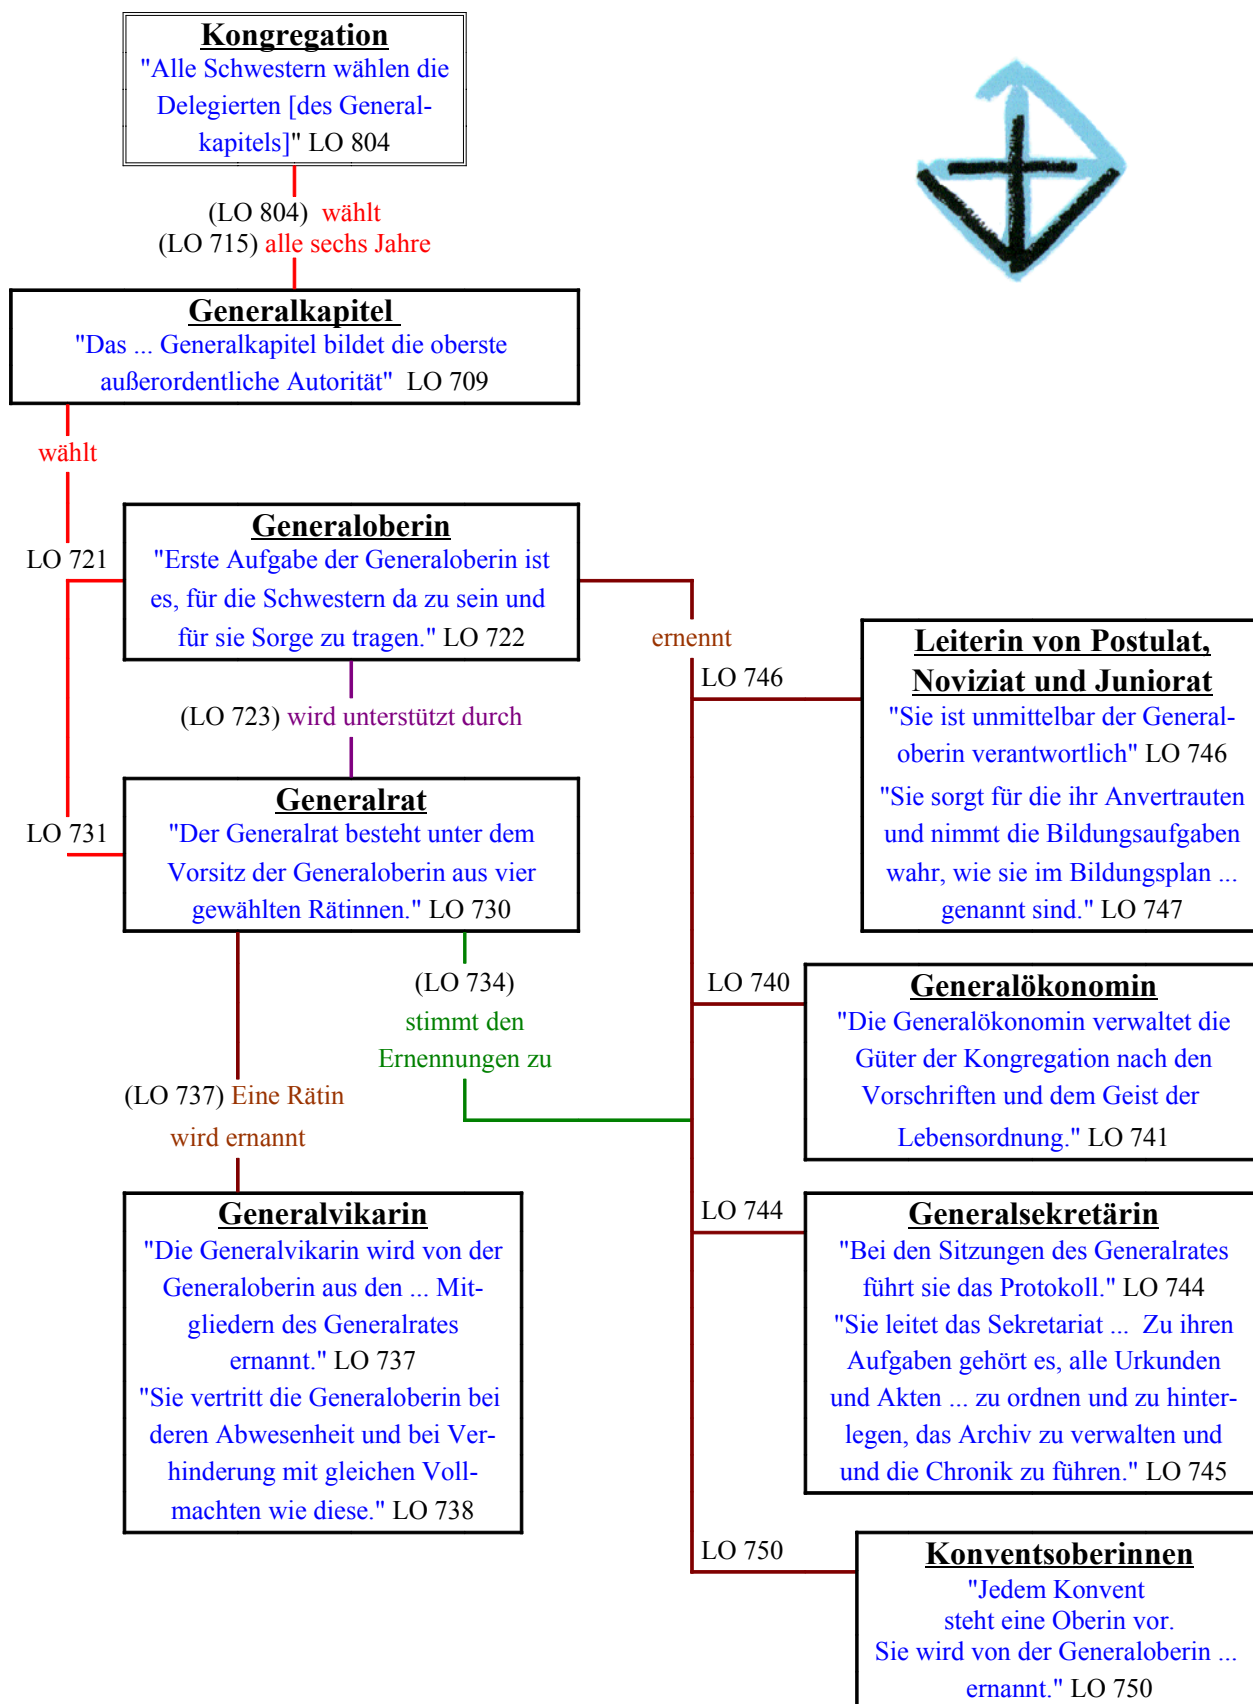 Kongregation
"Alle Schwestern wählen die
Delegierten [des General-
kapitels]" LO 804
(LO 804) wählt
(LO 715) alle sechs Jahre
Generalkapitel
"Das ... Generalkapitel bildet die oberste
außerordentliche Autorität" LO 709
wählt
LO 721
Generaloberin
"Erste Aufgabe der Generaloberin ist
es, für die Schwestern da zu sein und
für sie Sorge zu tragen." LO 722
(LO 723) wird unterstützt durch
LO 731
Generalrat
"Der Generalrat besteht unter dem
Vorsitz der Generaloberin aus vier
gewählten Rätinnen." LO 730
(LO 734)
stimmt den
Ernennungen zu
(LO 737) Eine Rätin
wird ernannt
Generalvikarin
"Die Generalvikarin wird von der
Generaloberin aus den ... Mit-
gliedern des Generalrates
ernannt." LO 737
"Sie vertritt die Generaloberin bei
deren Abwesenheit und bei Ver-
hinderung mit gleichen Voll-
machten wie diese." LO 738
ernennt
LO 746
Leiterin von Postulat,
Noviziat und Juniorat
"Sie ist unmittelbar der General-
oberin verantwortlich" LO 746
"Sie sorgt für die ihr Anvertrauten
und nimmt die Bildungsaufgaben
wahr, wie sie im Bildungsplan ...
genannt sind." LO 747
LO 740
Generalökonomin
"Die Generalökonomin verwaltet die
Güter der Kongregation nach den
Vorschriften und dem Geist der
Lebensordnung." LO 741
LO 744
Generalsekretärin
"Bei den Sitzungen des Generalrates
führt sie das Protokoll." LO 744
"Sie leitet das Sekretariat ... Zu ihren
Aufgaben gehört es, alle Urkunden
und Akten ... zu ordnen und zu hinter-
legen, das Archiv zu verwalten und
und die Chronik zu führen." LO 745
LO 750
Konventsoberinnen
"Jedem Konvent
steht eine Oberin vor.
Sie wird von der Generaloberin ...
ernannt." LO 750